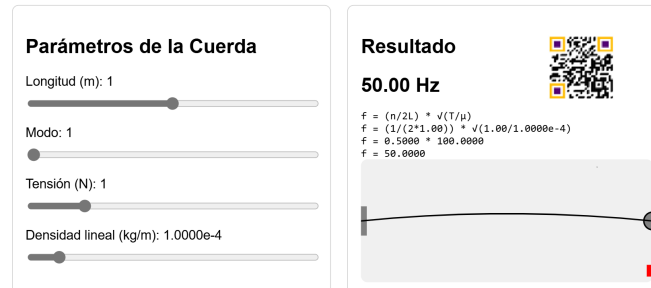 Parámetros de la Cuerda
Longitud (m): 1
Modo: 1
Tensión (N): 1
Densidad lineal (kg/m): 1.0000e-4
Resultado
50.00 Hz
f = (n/2L) * √(T/μ)
f = (1/(2*1.00)) * √(1.00/1.0000e-4)
f = 0.5000 * 100.0000
f = 50.0000